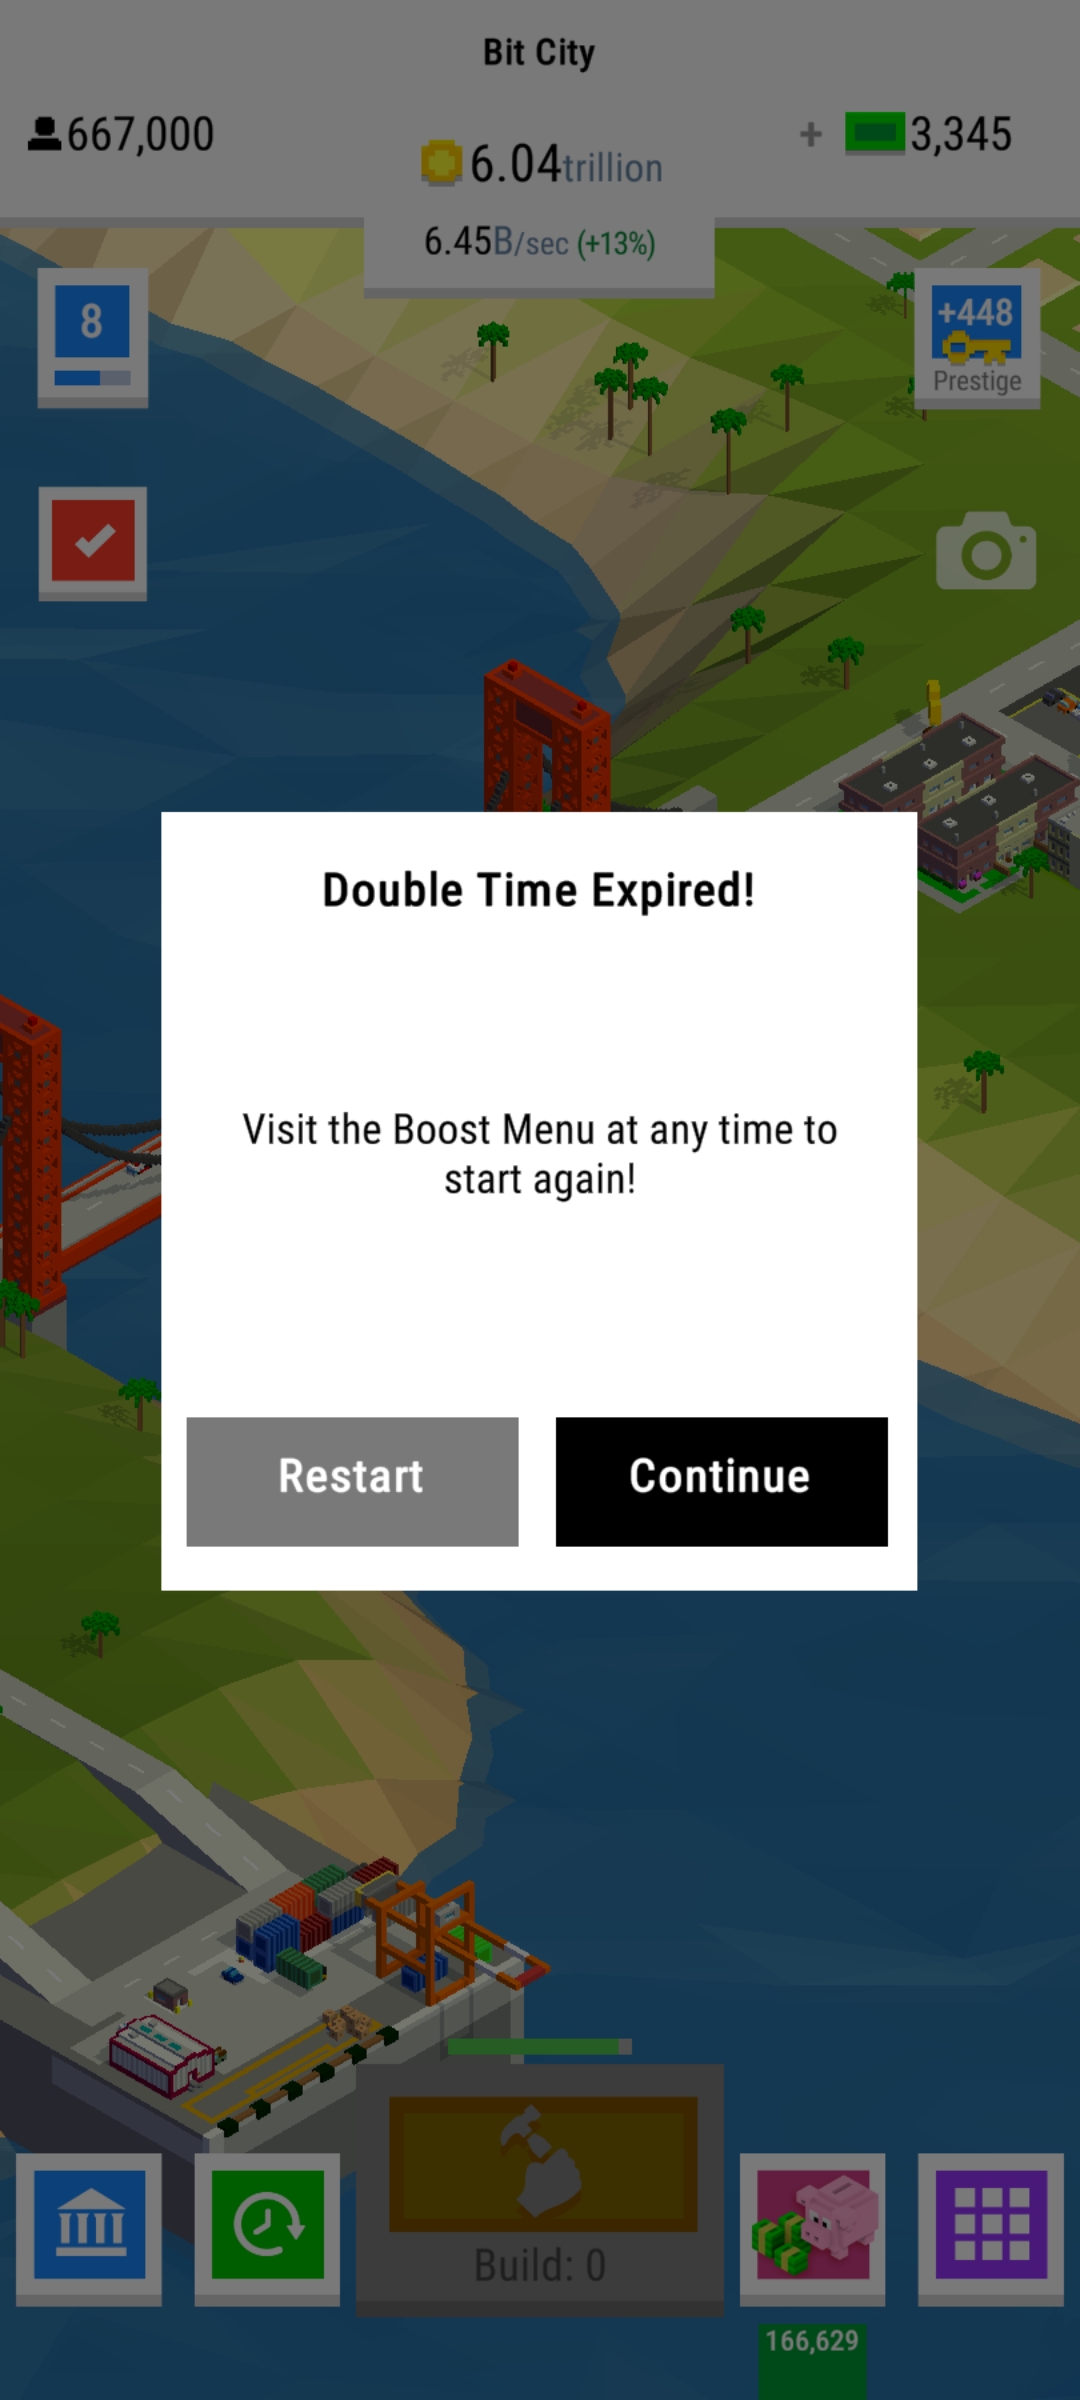 Bit City
667,000
6.04trillion
+ 3,345
6.45B/sec (+13%)
8
+448
Prestige
Double Time Expired!
Visit the Boost Menu at any time to
start again!
Restart
Continue
Build: 0
166,629